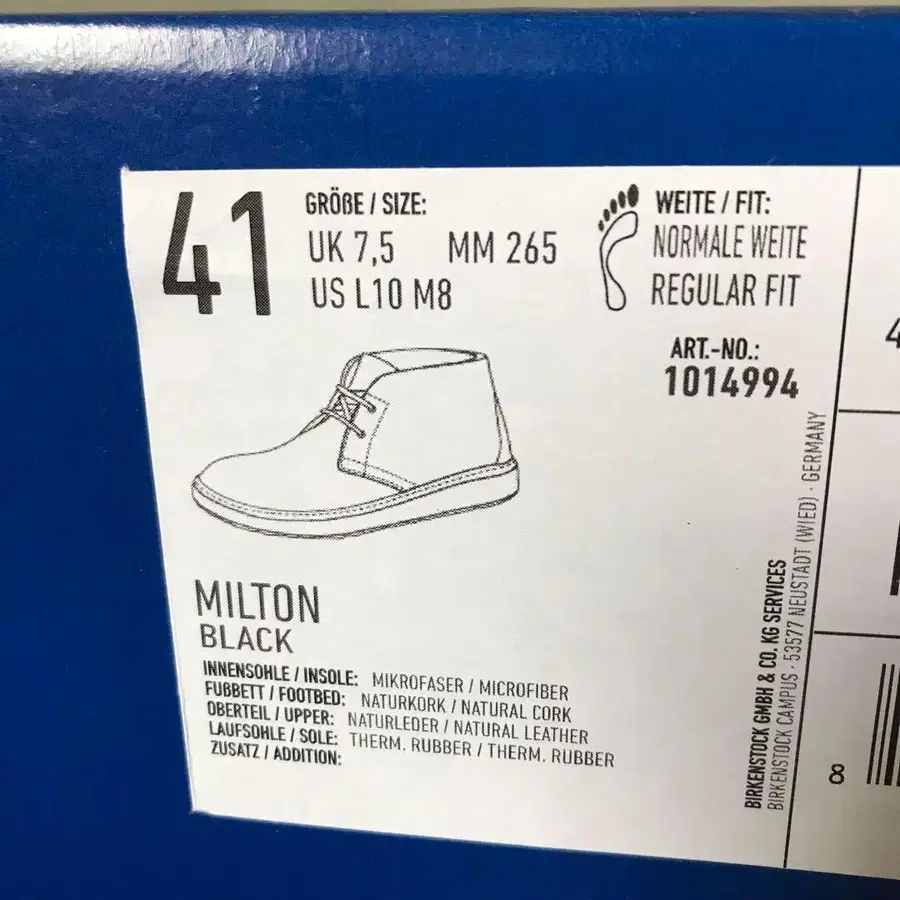 41
GRÖßE / SIZE:
UK 7,5 MM 265
US L10 M8
WEITE / FIT:
NORMALE WEITE
REGULAR FIT
ART.-NO.:
1014994
MILTON
BLACK
INNENSOHLE / INSOLE: MIKROFASER / MICROFIBER
FUBBETT / FOOTBED: NATURKORK / NATURAL CORK
OBERTEIL / UPPER: NATURLEDER / NATURAL LEATHER
LAUFSOHLE / SOLE: THERM. RUBBER / THERM. RUBBER
ZUSATZ / ADDITION:
BIRKENSTOCK GMBH & CO. KG SERVICES
BIRKENSTOCK CAMPUS · 53577 NEUSTADT (WIED) · GERMANY
4
8